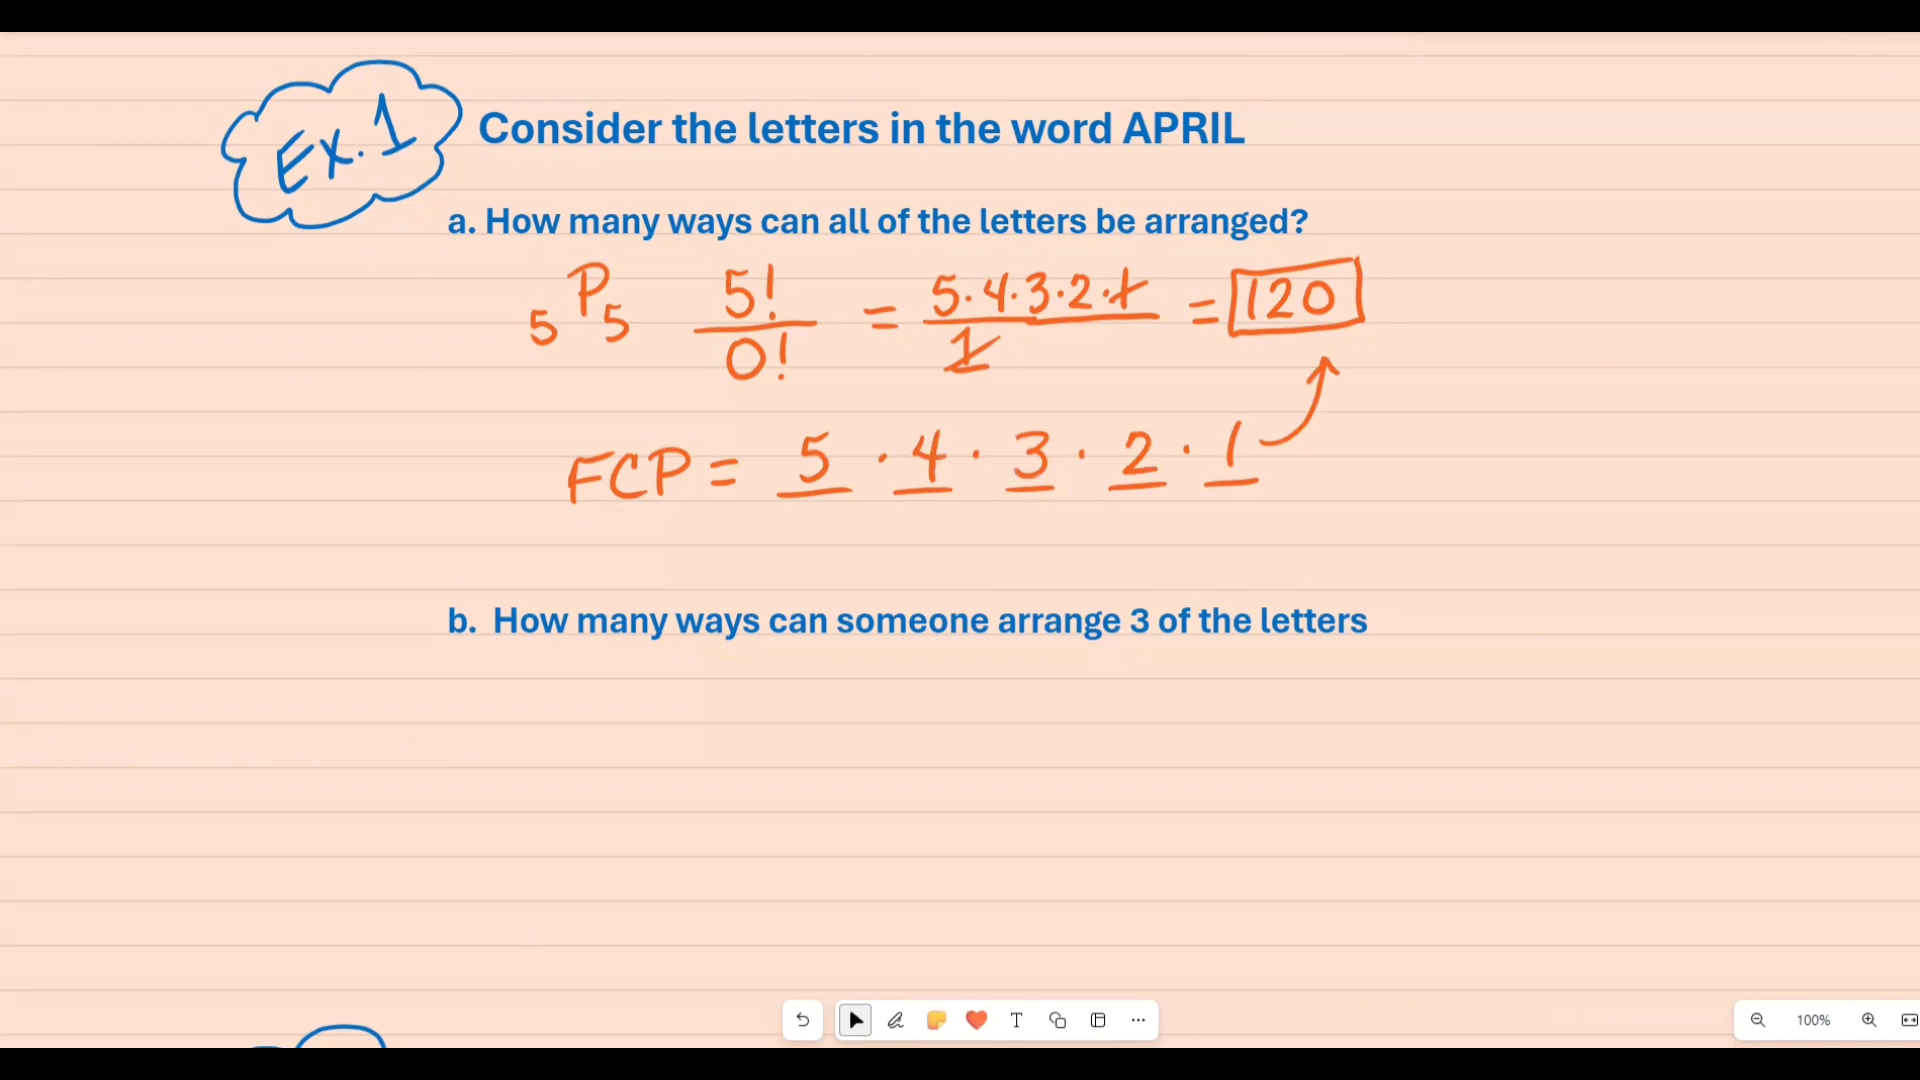 Ex. 1
Consider the letters in the word APRIL
a. How many ways can all of the letters be arranged?
5 P 5 5! / 0! = 5·4·3·2·1 / 1 = 120
FCP = 5 · 4 · 3 · 2 · 1
b. How many ways can someone arrange 3 of the letters
T
100%